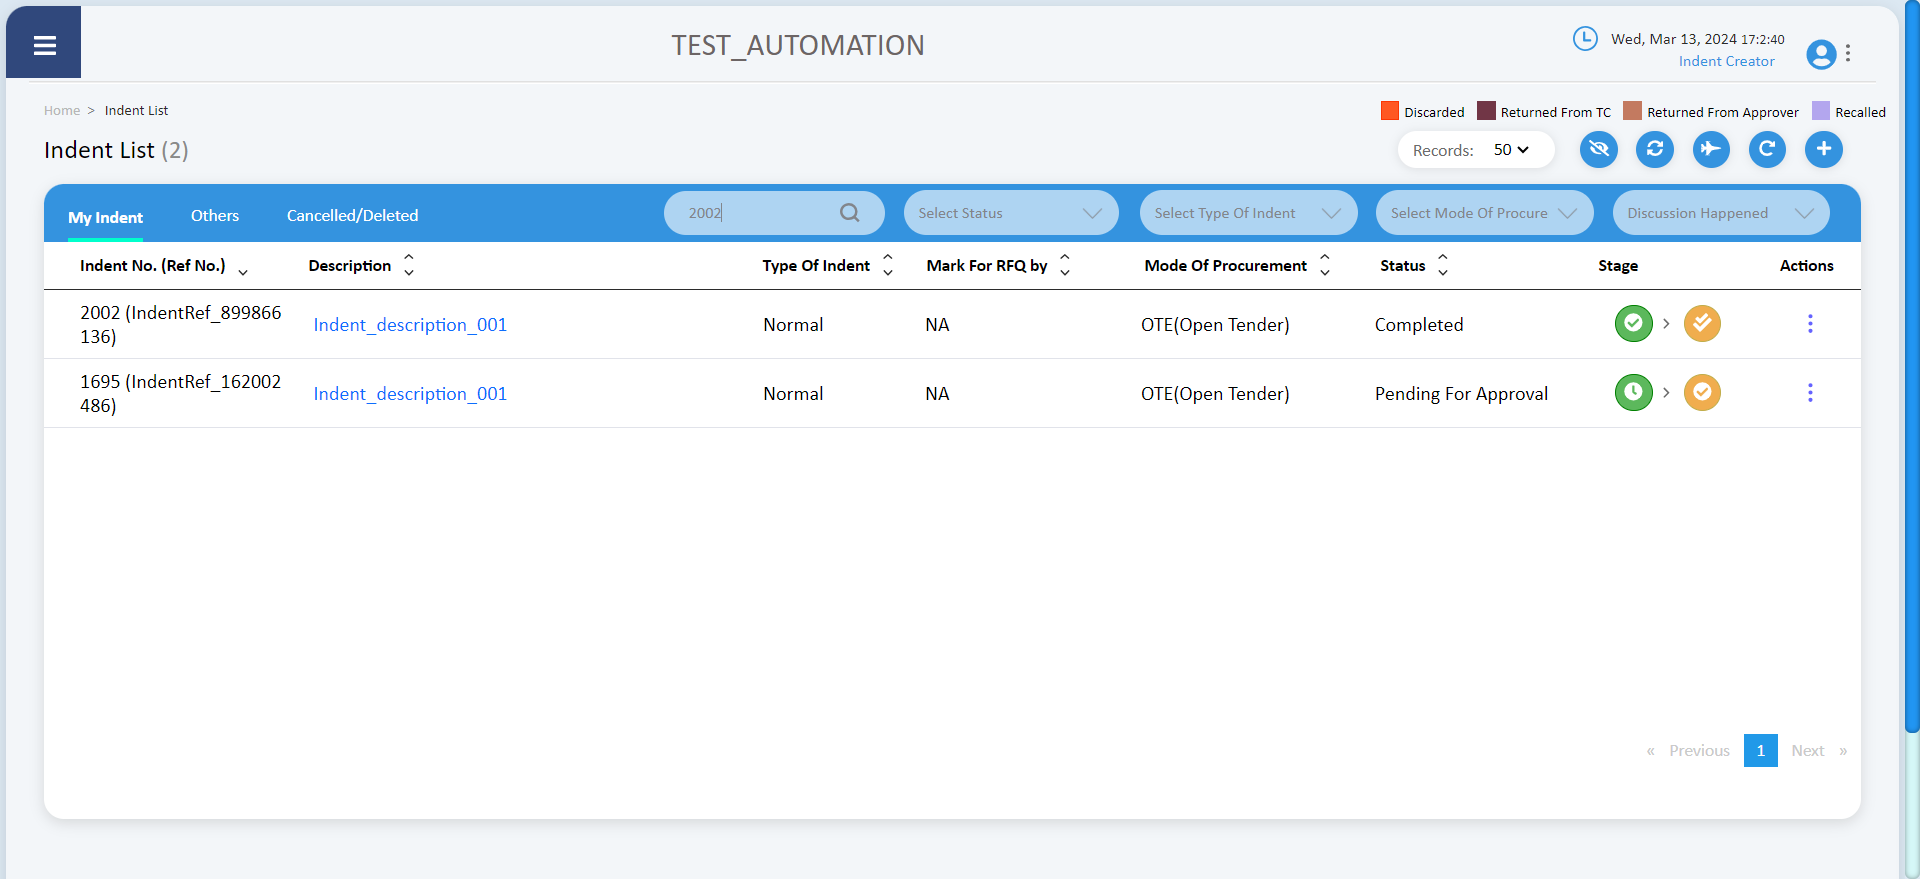 TEST_AUTOMATION
Wed, Mar 13, 2024 17:2:40
Indent Creator
Home > Indent List
Discarded Returned From TC Returned From Approver Recalled
Indent List (2)
Records: 50
My Indent Others Cancelled/Deleted 2002 Select Status Select Type Of Indent Select Mode Of Procure Discussion Happened
Indent No. (Ref No.) Description Type Of Indent Mark For RFQ by Mode Of Procurement Status Stage Actions
2002 (IndentRef_899866
136) Indent_description_001 Normal NA OTE(Open Tender) Completed
1695 (IndentRef_162002
486) Indent_description_001 Normal NA OTE(Open Tender) Pending For Approval
« Previous 1 Next »